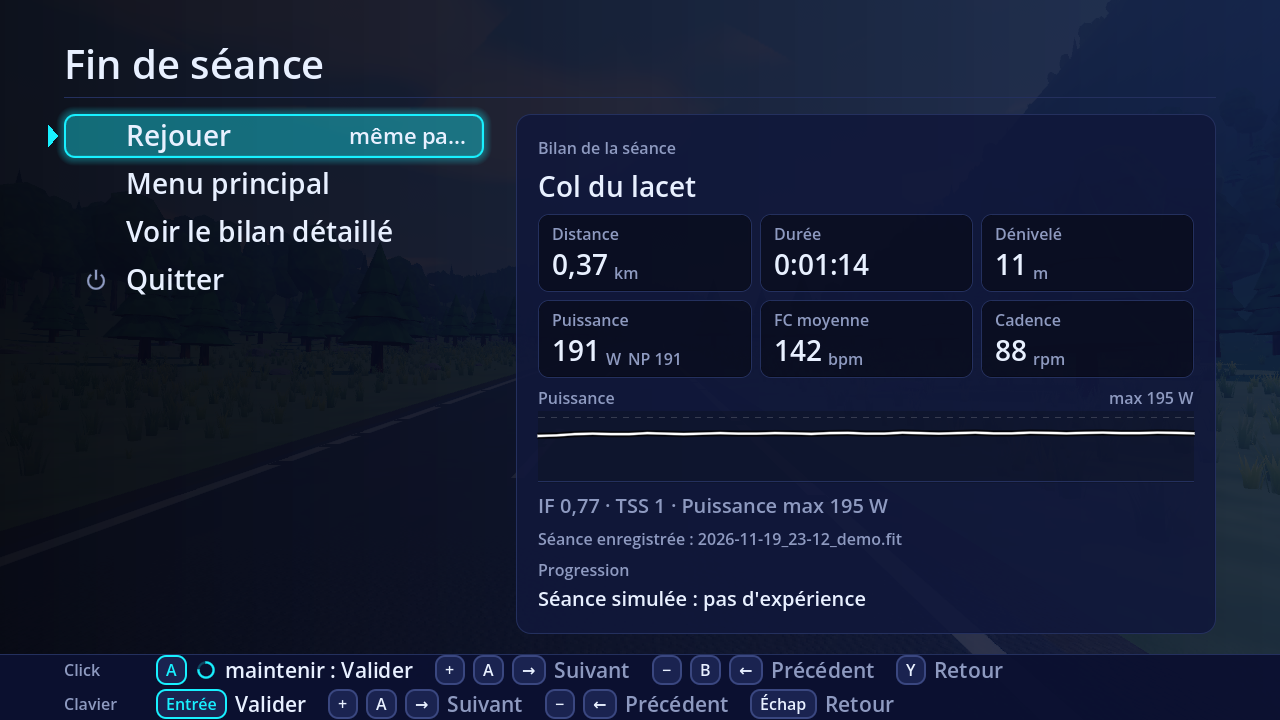 Fin de séance
Rejouer même pa...
Menu principal
Voir le bilan détaillé
Quitter
Bilan de la séance
Col du lacet
Distance
0,37 km
Durée
0:01:14
Dénivelé
11 m
Puissance
191 W NP 191
FC moyenne
142 bpm
Cadence
88 rpm
Puissance max 195 W
IF 0,77 · TSS 1 · Puissance max 195 W
Séance enregistrée : 2026-11-19_23-12_demo.fit
Progression
Séance simulée : pas d'expérience
Click A maintenir : Valider + A → Suivant − B ← Précédent Y Retour
Clavier Entrée Valider + A → Suivant − ← Précédent Échap Retour